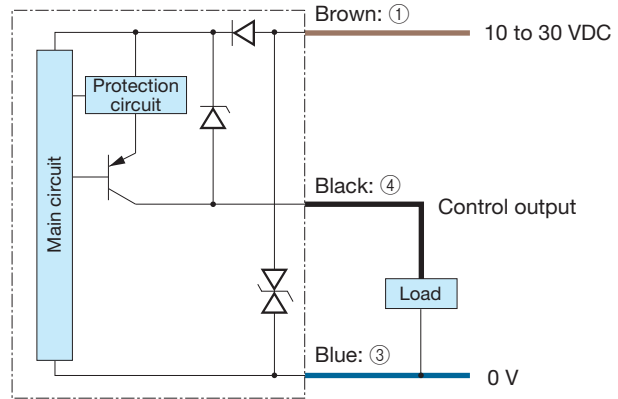 Brown: ①
10 to 30 VDC
Protection
circuit
Main circuit
Black: ④
Control output
Load
Blue: ③
0 V